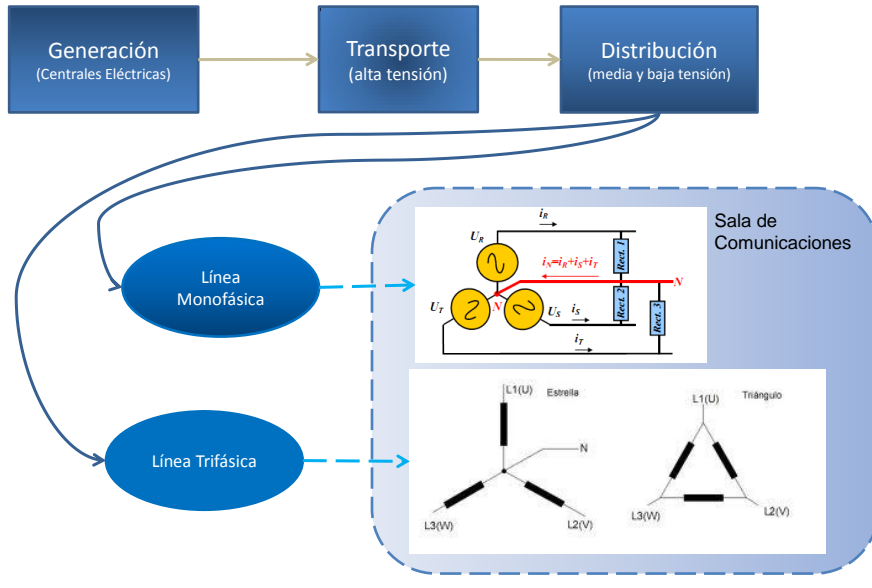 Generación
(Centrales Eléctricas)
Transporte
(alta tensión)
Distribución
(media y baja tensión)
Sala de
Comunicaciones
Línea
Monofásica
i_R
U_R
Rect. 1
i_N=i_R+i_S+i_T
N
Rect. 2
U_T
N
U_S
i_S
Rect. 3
i_T
Línea Trifásica
L1(U)
Estrella
N
L3(W)
L2(V)
Triángulo
L1(U)
L3(W)
L2(V)